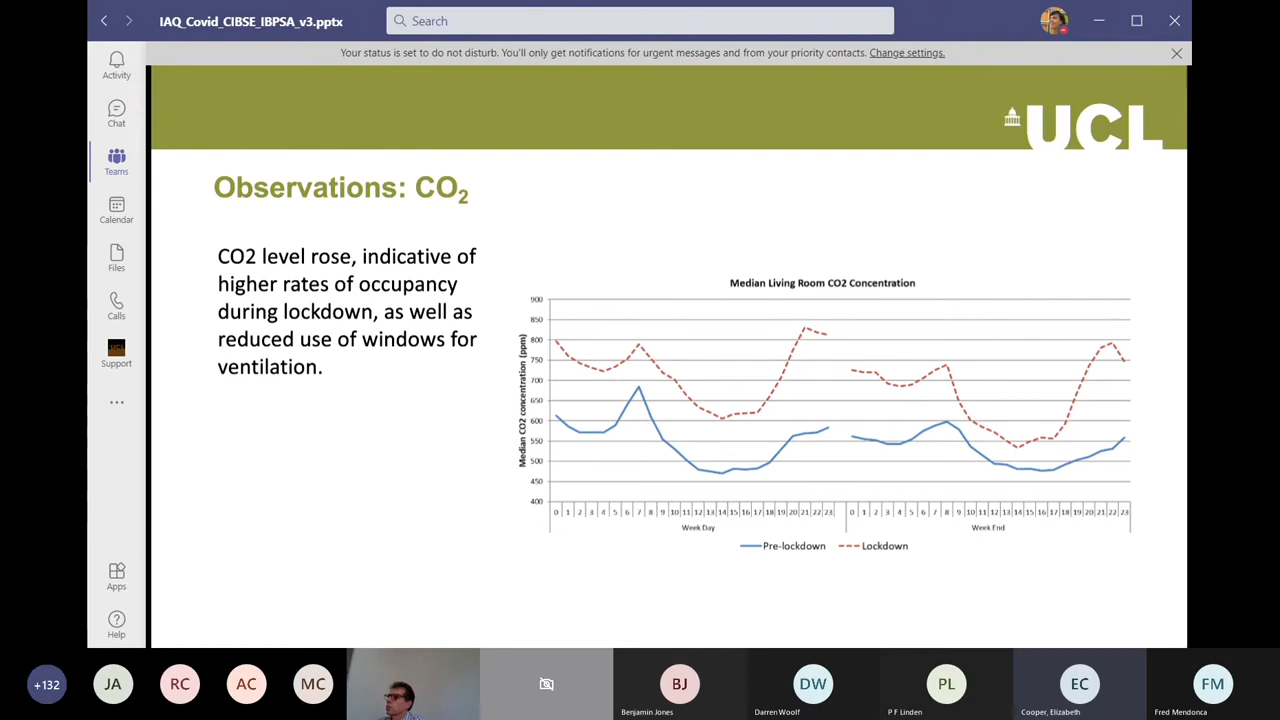 IAQ_Covid_CIBSE_IBPSA_v3.pptx
Search
Your status is set to do not disturb. You'll only get notifications for urgent messages and from your priority contacts. Change settings.
Activity
Chat
Teams
Calendar
Files
Calls
UCL
Support
Apps
Help
UCL
Observations: CO2
CO2 level rose, indicative of
higher rates of occupancy
during lockdown, as well as
reduced use of windows for
ventilation.
Median Living Room CO2 Concentration
Median CO2 concentration (ppm)
900
850
800
750
700
650
600
550
500
450
400
0 1 2 3 4 5 6 7 8 9 10 11 12 13 14 15 16 17 18 19 20 21 22 23
0 1 2 3 4 5 6 7 8 9 10 11 12 13 14 15 16 17 18 19 20 21 22 23
Week Day
Week End
Pre-lockdown
Lockdown
+132
JA
RC
AC
MC
BJ
Benjamin Jones
DW
Darren Woolf
PL
P F Linden
EC
Cooper, Elizabeth
FM
Fred Mendonca